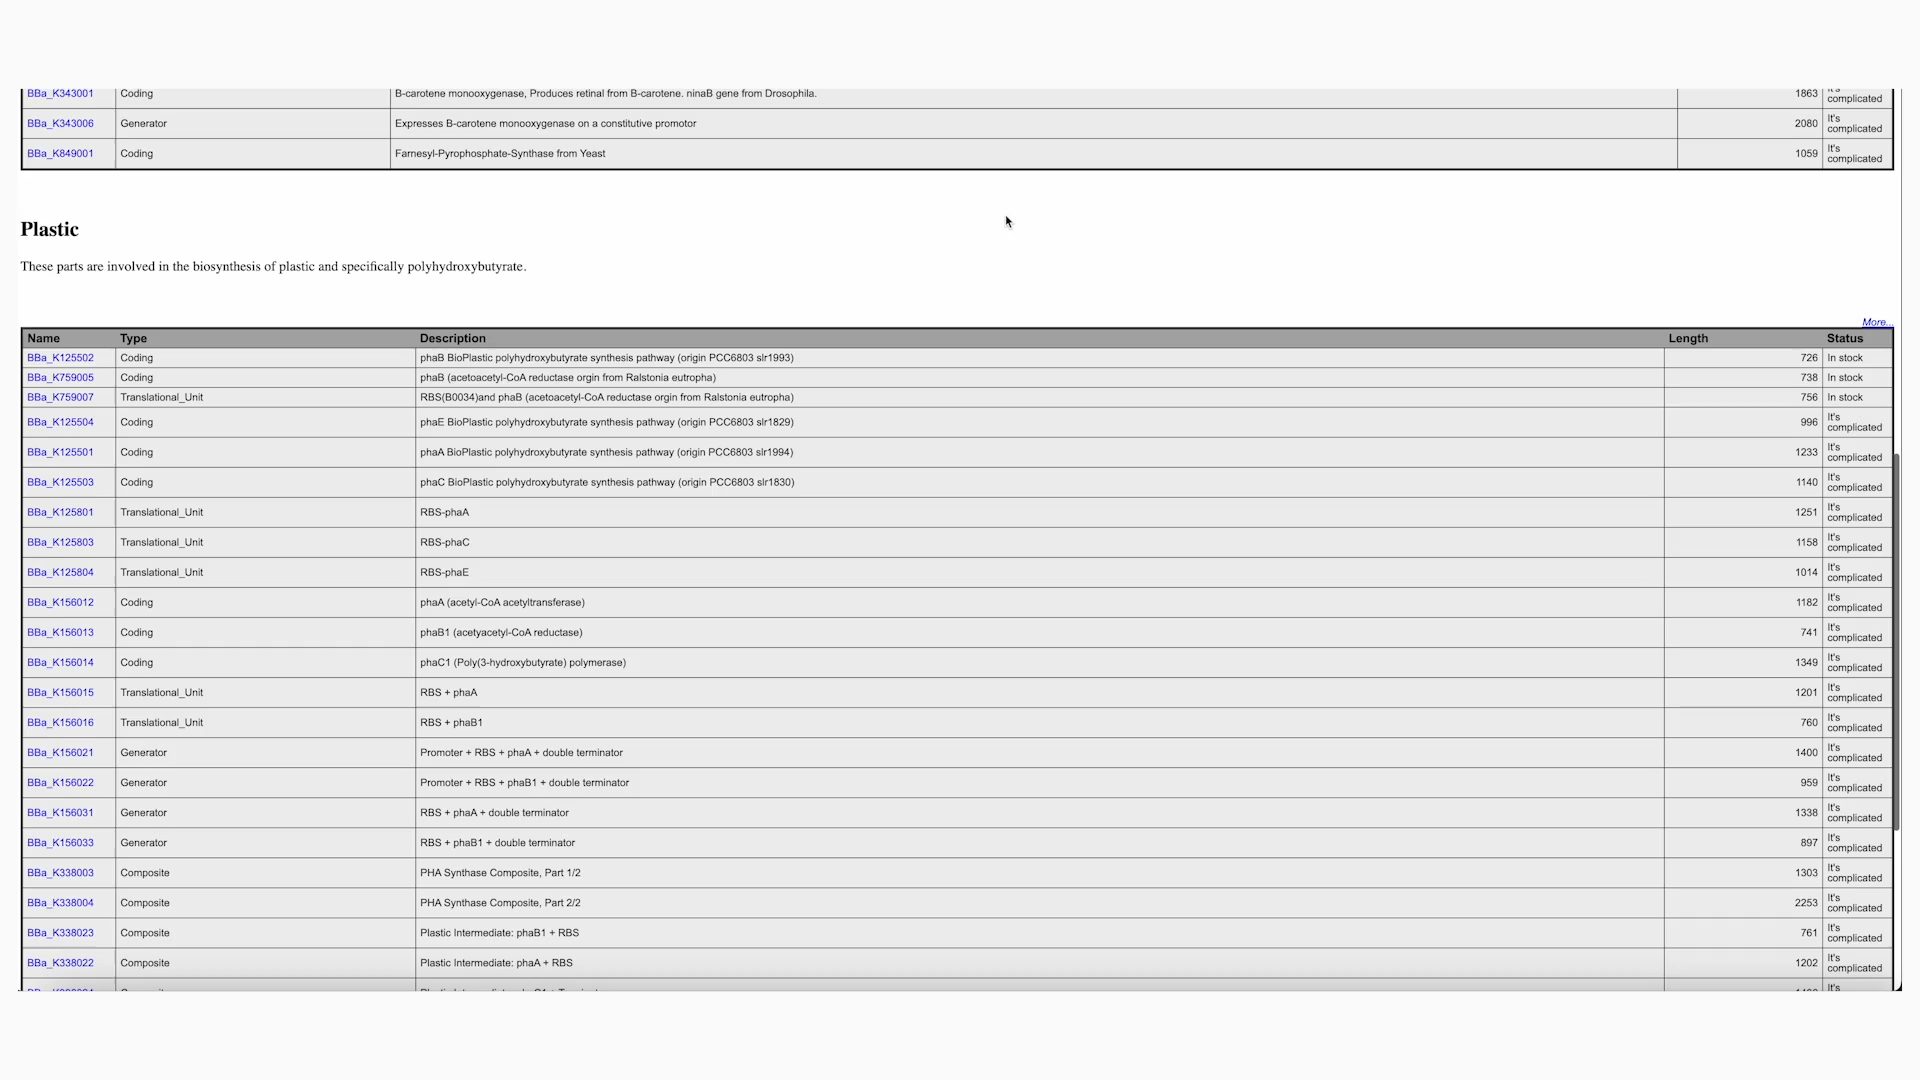 BBa_K343001 Coding B-carotene monooxygenase, Produces retinal from B-carotene. ninaB gene from Drosophila. 1863 It's complicated
BBa_K343006 Generator Expresses B-carotene monooxygenase on a constitutive promotor 2080 It's complicated
BBa_K849001 Coding Farnesyl-Pyrophosphate-Synthase from Yeast 1059 It's complicated
Plastic
These parts are involved in the biosynthesis of plastic and specifically polyhydroxybutyrate.
More...
Name Type Description Length Status
BBa_K125502 Coding phaB BioPlastic polyhydroxybutyrate synthesis pathway (origin PCC6803 slr1993) 726 In stock
BBa_K759005 Coding phaB (acetoacetyl-CoA reductase orgin from Ralstonia eutropha) 738 In stock
BBa_K759007 Translational_Unit RBS(B0034)and phaB (acetoacetyl-CoA reductase orgin from Ralstonia eutropha) 756 In stock
BBa_K125504 Coding phaE BioPlastic polyhydroxybutyrate synthesis pathway (origin PCC6803 slr1829) 996 It's complicated
BBa_K125501 Coding phaA BioPlastic polyhydroxybutyrate synthesis pathway (origin PCC6803 slr1994) 1233 It's complicated
BBa_K125503 Coding phaC BioPlastic polyhydroxybutyrate synthesis pathway (origin PCC6803 slr1830) 1140 It's complicated
BBa_K125801 Translational_Unit RBS-phaA 1251 It's complicated
BBa_K125803 Translational_Unit RBS-phaC 1158 It's complicated
BBa_K125804 Translational_Unit RBS-phaE 1014 It's complicated
BBa_K156012 Coding phaA (acetyl-CoA acetyltransferase) 1182 It's complicated
BBa_K156013 Coding phaB1 (acetyacetyl-CoA reductase) 741 It's complicated
BBa_K156014 Coding phaC1 (Poly(3-hydroxybutyrate) polymerase) 1349 It's complicated
BBa_K156015 Translational_Unit RBS + phaA 1201 It's complicated
BBa_K156016 Translational_Unit RBS + phaB1 760 It's complicated
BBa_K156021 Generator Promoter + RBS + phaA + double terminator 1400 It's complicated
BBa_K156022 Generator Promoter + RBS + phaB1 + double terminator 959 It's complicated
BBa_K156031 Generator RBS + phaA + double terminator 1338 It's complicated
BBa_K156033 Generator RBS + phaB1 + double terminator 897 It's complicated
BBa_K338003 Composite PHA Synthase Composite, Part 1/2 1303 It's complicated
BBa_K338004 Composite PHA Synthase Composite, Part 2/2 2253 It's complicated
BBa_K338023 Composite Plastic Intermediate: phaB1 + RBS 761 It's complicated
BBa_K338022 Composite Plastic Intermediate: phaA + RBS 1202 It's complicated
It's